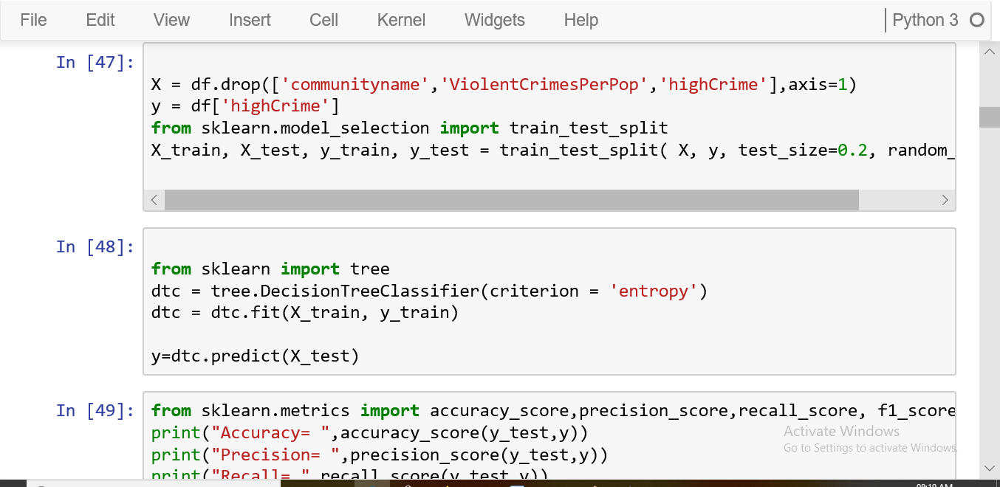 File Edit View Insert Cell Kernel Widgets Help Python 3
In [47]:
X = df.drop(['communityname','ViolentCrimesPerPop','highCrime'],axis=1)
y = df['highCrime']
from sklearn.model_selection import train_test_split
X_train, X_test, y_train, y_test = train_test_split( X, y, test_size=0.2, random_
In [48]:
from sklearn import tree
dtc = tree.DecisionTreeClassifier(criterion = 'entropy')
dtc = dtc.fit(X_train, y_train)
y=dtc.predict(X_test)
In [49]:
from sklearn.metrics import accuracy_score,precision_score,recall_score, f1_score
print("Accuracy= ",accuracy_score(y_test,y))
print("Precision= ",precision_score(y_test,y))
print("Recall= ",recall_score(y_test,y))
Activate Windows
Go to Settings to activate Windows.